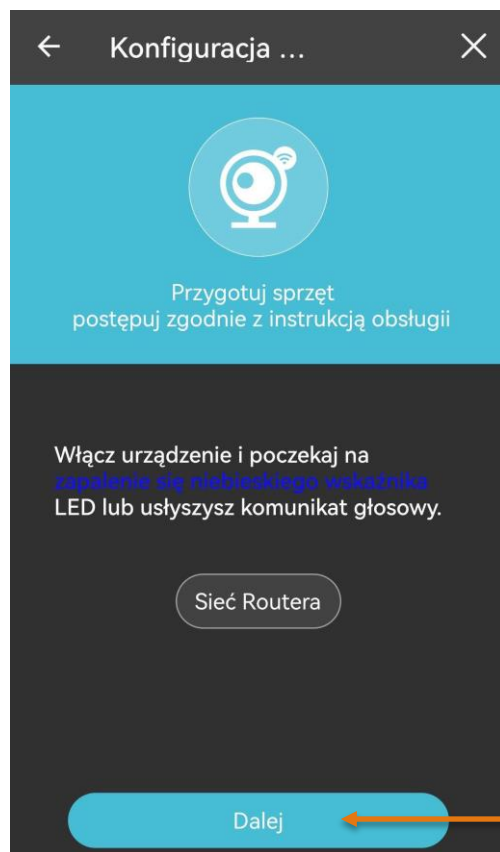 Konfiguracja ...
Przygotuj sprzęt
postępuj zgodnie z instrukcją obsługii
Włącz urządzenie i poczekaj na
zapalenie się niebieskiego wskaźnika
LED lub usłyszysz komunikat głosowy.
Sieć Routera
Dalej